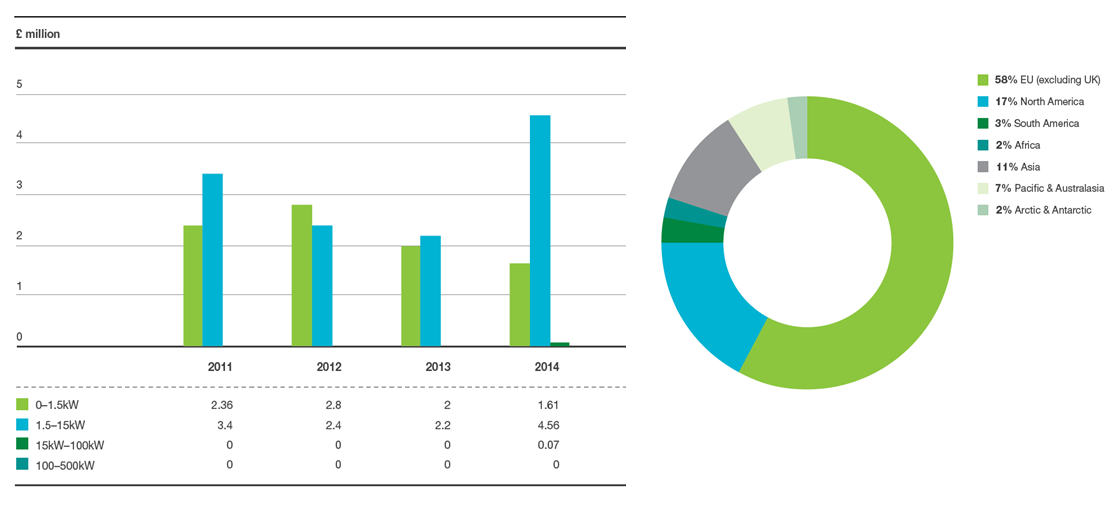 £ million
5
4
3
2
1
0
2011 2012 2013 2014
0–1.5kW 2.36 2.8 2 1.61
1.5–15kW 3.4 2.4 2.2 4.56
15kW–100kW 0 0 0 0.07
100–500kW 0 0 0 0
58% EU (excluding UK)
17% North America
3% South America
2% Africa
11% Asia
7% Pacific & Australasia
2% Arctic & Antarctic